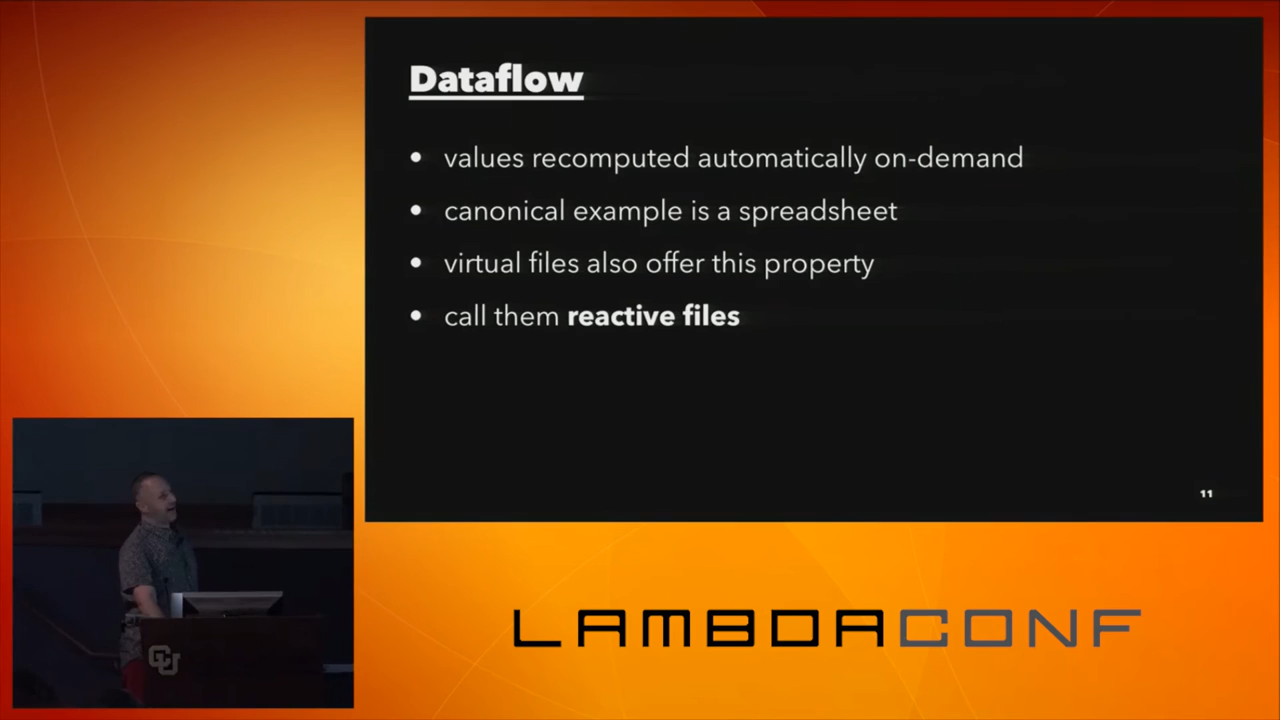 Dataflow
• values recomputed automatically on-demand
• canonical example is a spreadsheet
• virtual files also offer this property
• call them reactive files
11
CU
LAMBDACONF